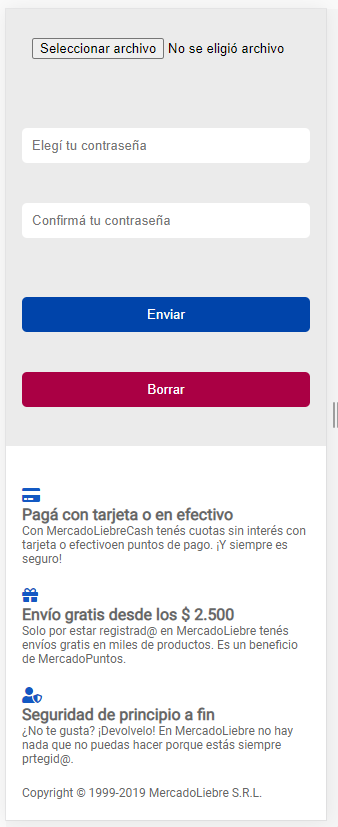 Seleccionar archivo No se eligió archivo
Elegí tu contraseña
Confirmá tu contraseña
Enviar
Borrar
Pagá con tarjeta o en efectivo
Con MercadoLiebreCash tenés cuotas sin interés con
tarjeta o efectivoen puntos de pago. ¡Y siempre es
seguro!
Envío gratis desde los $ 2.500
Solo por estar registrad@ en MercadoLiebre tenés
envíos gratis en miles de productos. Es un beneficio
de MercadoPuntos.
Seguridad de principio a fin
¿No te gusta? ¡Devolvelo! En MercadoLiebre no hay
nada que no puedas hacer porque estás siempre
prtegid@.
Copyright © 1999-2019 MercadoLiebre S.R.L.